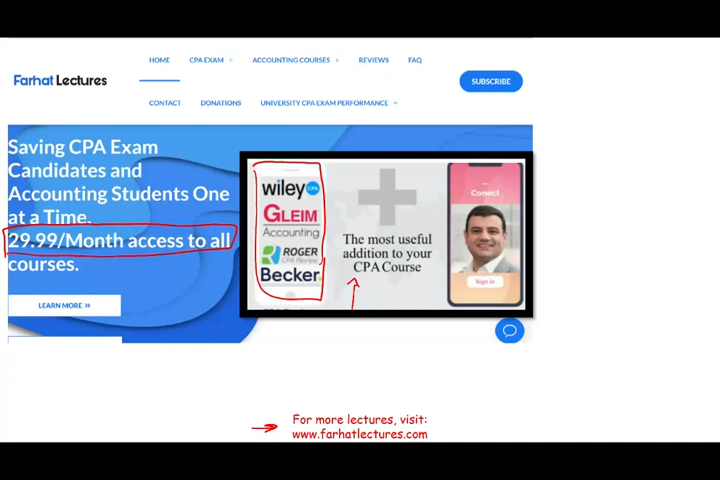 HOME
CPA EXAM
ACCOUNTING COURSES
REVIEWS
FAQ
Farhat Lectures
SUBSCRIBE
CONTACT
DONATIONS
UNIVERSITY CPA EXAM PERFORMANCE
Saving CPA Exam
Candidates and
Accounting Students One
at a Time.
29.99/Month access to all
courses.
LEARN MORE »
wiley CPA
GLEIM
Accounting
ROGER
CPA Review
Becker.
The most useful
addition to your
CPA Course
Conect
Sign in
For more lectures, visit:
www.farhatlectures.com